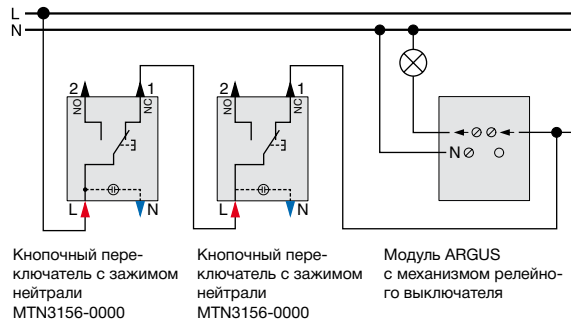 L
N
2 1
NO NC
L N
2 1
NO NC
L N
N
Кнопочный пере-
ключатель с зажимом
нейтрали
MTN3156-0000
Кнопочный пере-
ключатель с зажимом
нейтрали
MTN3156-0000
Модуль ARGUS
с механизмом релейно-
го выключателя